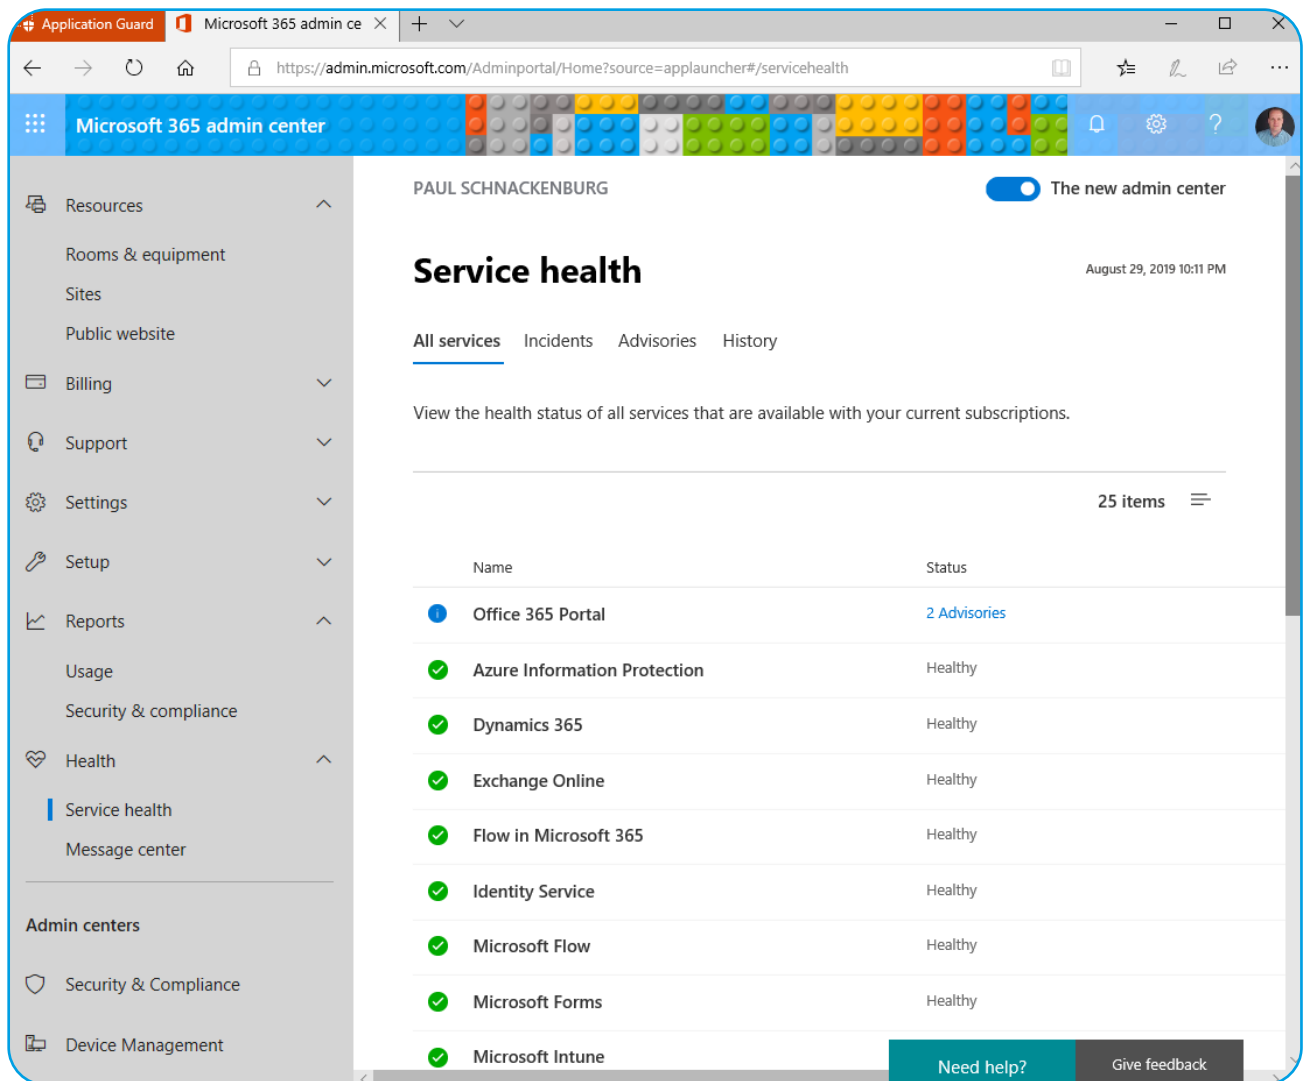 Application Guard
Microsoft 365 admin ce
https://admin.microsoft.com/Adminportal/Home?source=applauncher#/servicehealth
Microsoft 365 admin center
?
Resources
Rooms & equipment
Sites
Public website
Billing
Support
Settings
Setup
Reports
Usage
Security & compliance
Health
Service health
Message center
Admin centers
Security & Compliance
Device Management
PAUL SCHNACKENBURG
The new admin center
Service health
August 29, 2019 10:11 PM
All services Incidents Advisories History
View the health status of all services that are available with your current subscriptions.
25 items
Name Status
Office 365 Portal 2 Advisories
Azure Information Protection Healthy
Dynamics 365 Healthy
Exchange Online Healthy
Flow in Microsoft 365 Healthy
Identity Service Healthy
Microsoft Flow Healthy
Microsoft Forms Healthy
Microsoft Intune
Need help? Give feedback